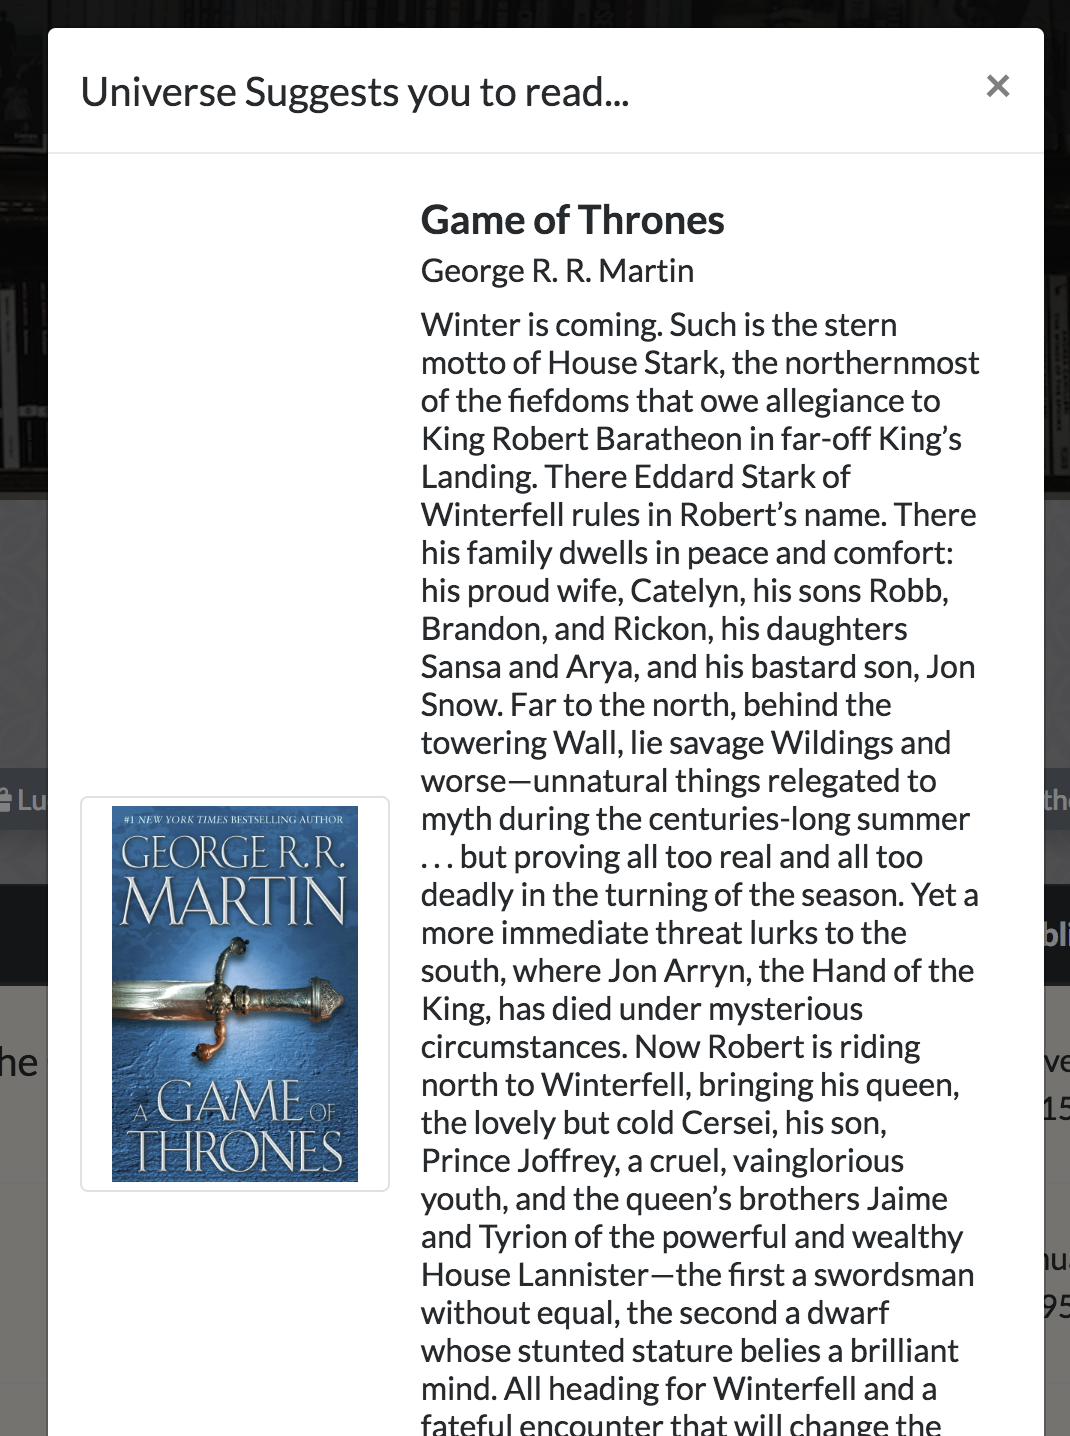 Universe Suggests you to read...
×
Game of Thrones
George R. R. Martin
Winter is coming. Such is the stern
motto of House Stark, the northernmost
of the fiefdoms that owe allegiance to
King Robert Baratheon in far-off King’s
Landing. There Eddard Stark of
Winterfell rules in Robert’s name. There
his family dwells in peace and comfort:
his proud wife, Catelyn, his sons Robb,
Brandon, and Rickon, his daughters
Sansa and Arya, and his bastard son, Jon
Snow. Far to the north, behind the
towering Wall, lie savage Wildings and
worse—unnatural things relegated to
myth during the centuries-long summer
. . . but proving all too real and all too
deadly in the turning of the season. Yet a
more immediate threat lurks to the
south, where Jon Arryn, the Hand of the
King, has died under mysterious
circumstances. Now Robert is riding
north to Winterfell, bringing his queen,
the lovely but cold Cersei, his son,
Prince Joffrey, a cruel, vainglorious
youth, and the queen’s brothers Jaime
and Tyrion of the powerful and wealthy
House Lannister—the first a swordsman
without equal, the second a dwarf
whose stunted stature belies a brilliant
mind. All heading for Winterfell and a
fateful encounter that will change the
#1 NEW YORK TIMES BESTSELLING AUTHOR
GEORGE R.R.
MARTIN
A GAME OF
THRONES
Lu
he